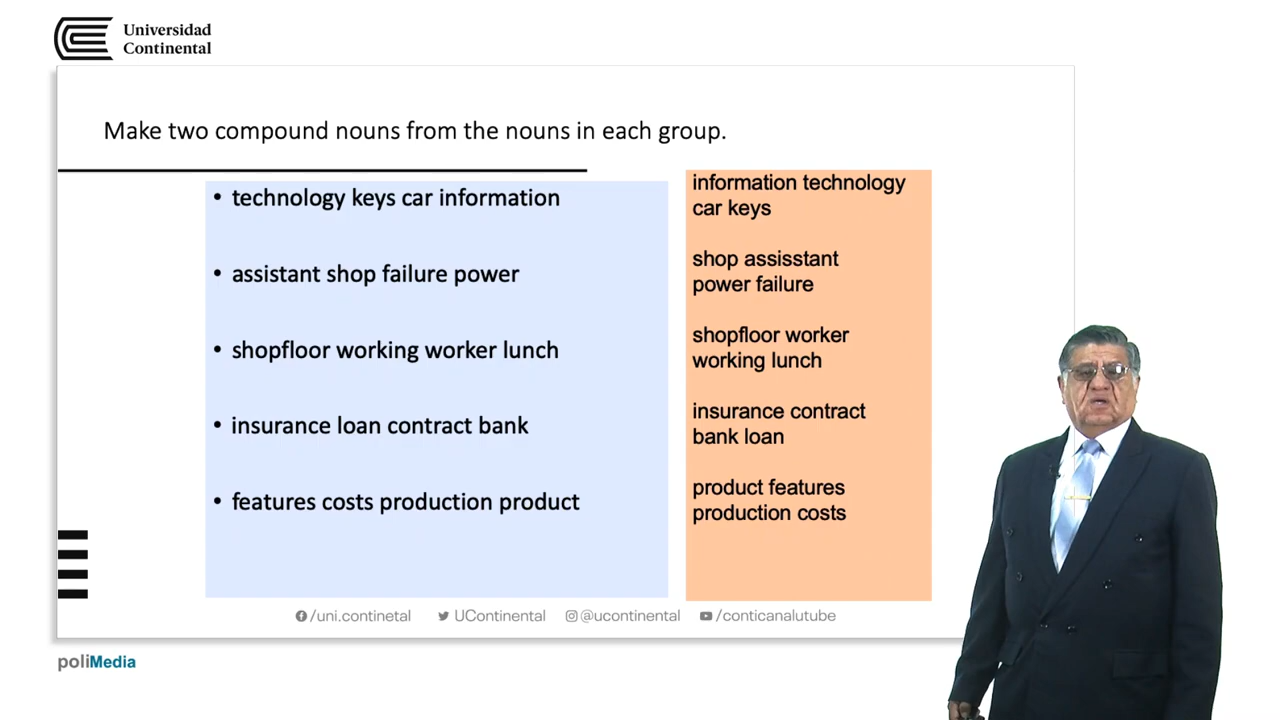 Universidad
Continental
Make two compound nouns from the nouns in each group.
• technology keys car information
• assistant shop failure power
• shopfloor working worker lunch
• insurance loan contract bank
• features costs production product
information technology
car keys
shop assisstant
power failure
shopfloor worker
working lunch
insurance contract
bank loan
product features
production costs
/uni.continetal UContinental @ucontinental /conticanalutube
poliMedia